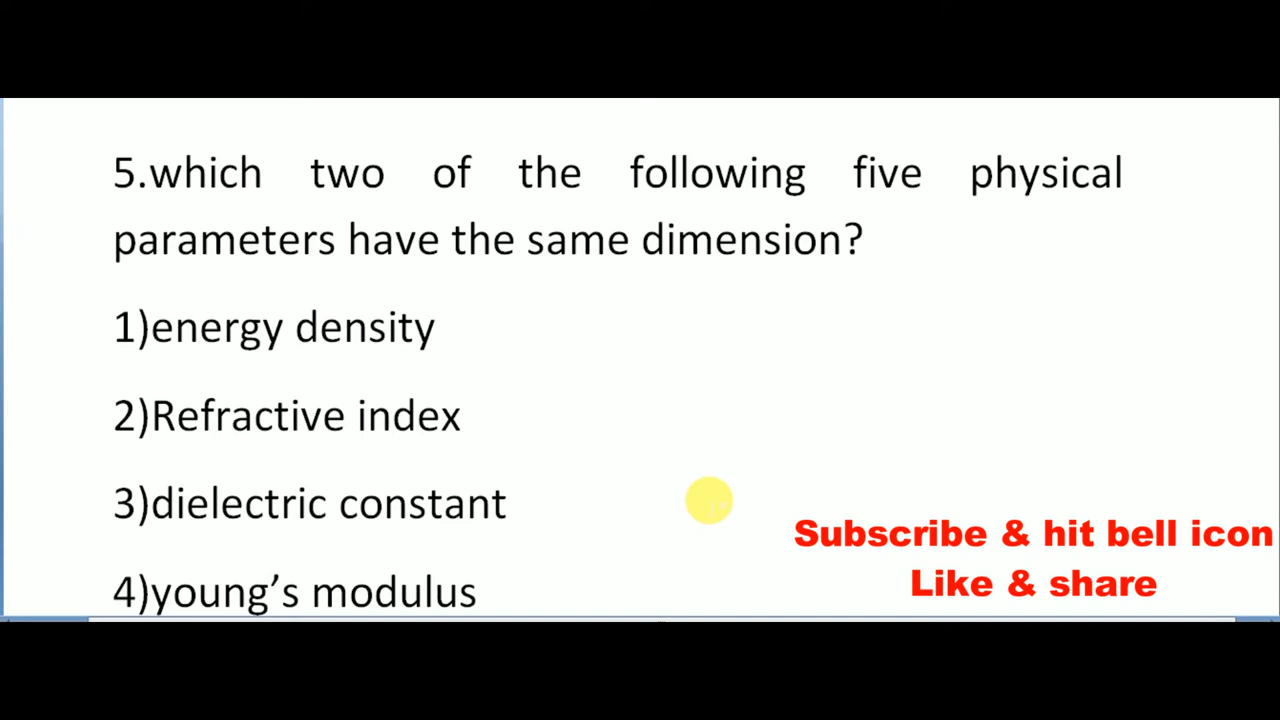 5.which two of the following five physical
parameters have the same dimension?
1)energy density
2)Refractive index
3)dielectric constant
4)young’s modulus
Subscribe & hit bell icon
Like & share